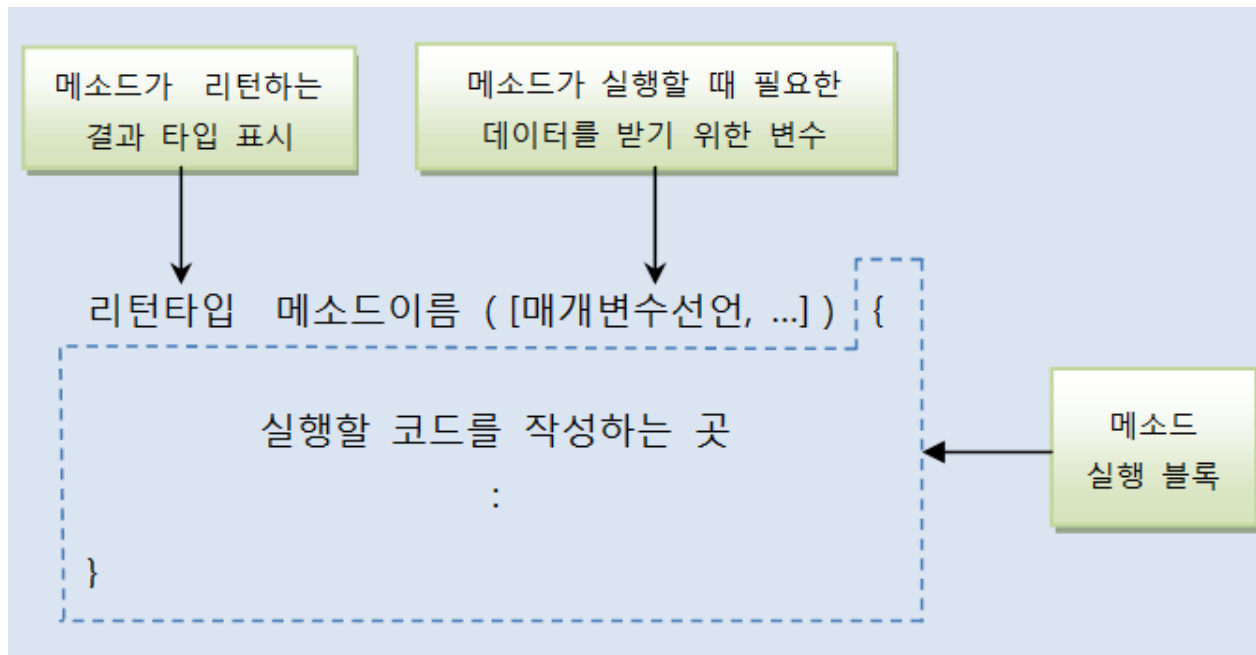 메소드가 리턴하는
결과 타입 표시
메소드가 실행할 때 필요한
데이터를 받기 위한 변수
리턴타입 메소드이름 ( [매개변수선언, ...] ) {
실행할 코드를 작성하는 곳
:
}
메소드
실행 블록